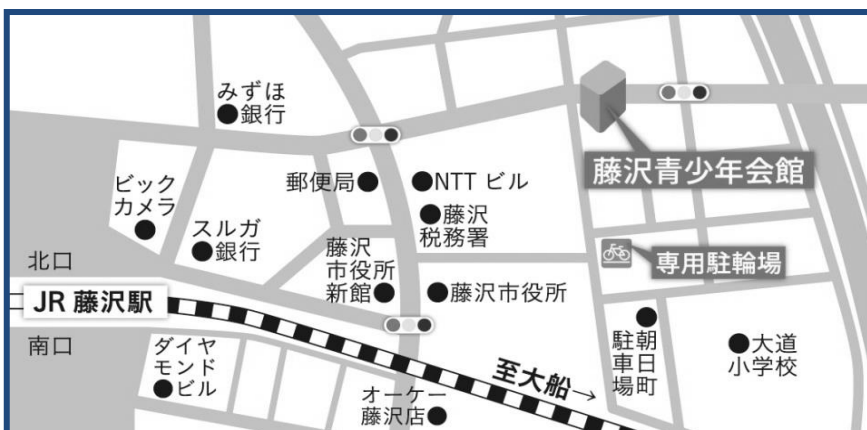 みずほ
銀行
ビック
カメラ
スルガ
銀行
郵便局
NTT ビル
藤沢
税務署
藤沢青少年会館
専用駐輪場
北口
藤沢
市役所
新館
藤沢市役所
JR 藤沢駅
南口
ダイヤ
モンド
ビル
オーケー
藤沢店
至大船→
朝日町
駐車場
大道
小学校